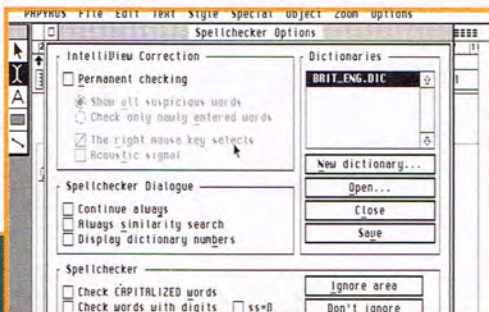 PAPYRUS File Edit Text Style Special Object Zoom Options
Spellchecker Options
IntelliView Correction
Permanent checking
Show all suspicious words
Check only newly entered words
The right mouse key selects
Acoustic signal
Spellchecker Dialogue
Continue always
Always similarity search
Display dictionary numbers
Spellchecker
Check CAPITALIZED words
Check words with digits ss=ß
Dictionaries
BRIT_ENG.DIC
New dictionary...
Open...
Close
Save
Ignore area
Don't ignore
A